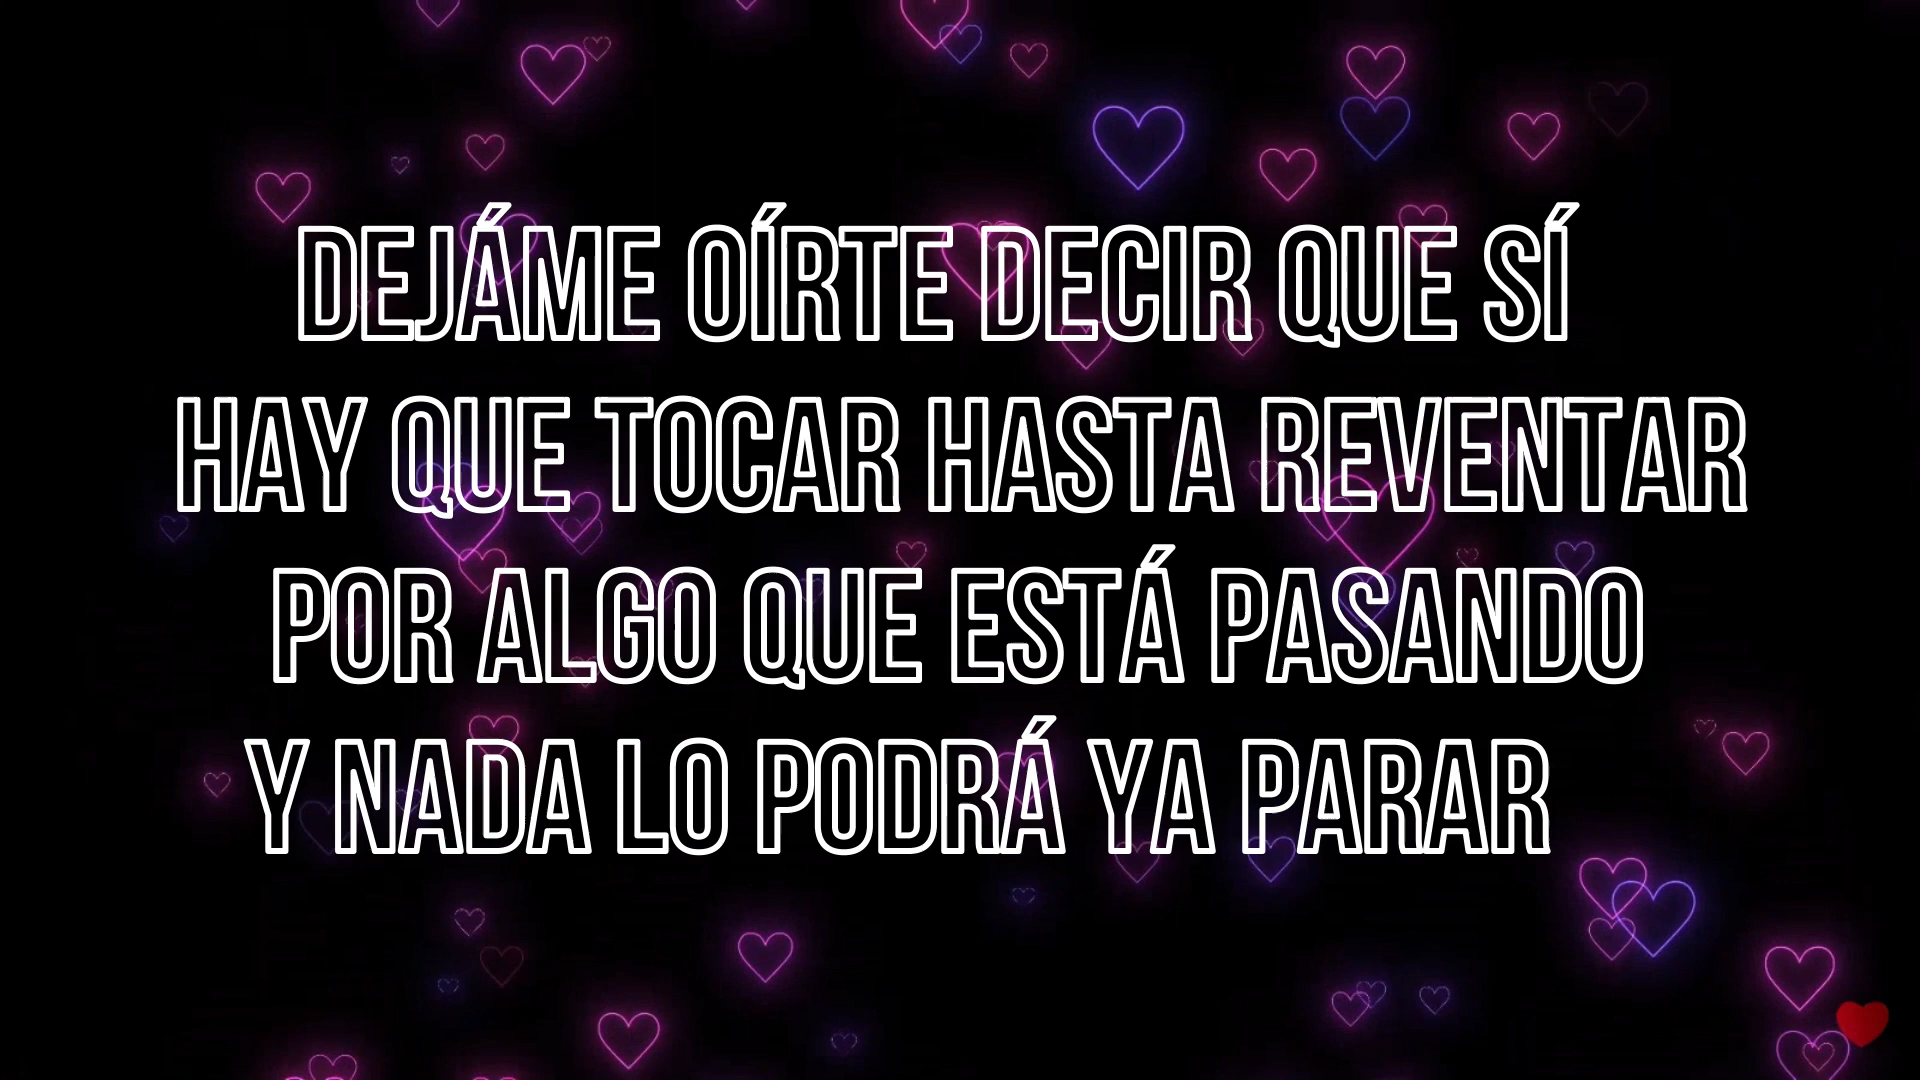 DEJÁME OÍRTE DECIR QUE SÍ
HAY QUE TOCAR HASTA REVENTAR
POR ALGO QUE ESTÁ PASANDO
Y NADA LO PODRÁ YA PARAR